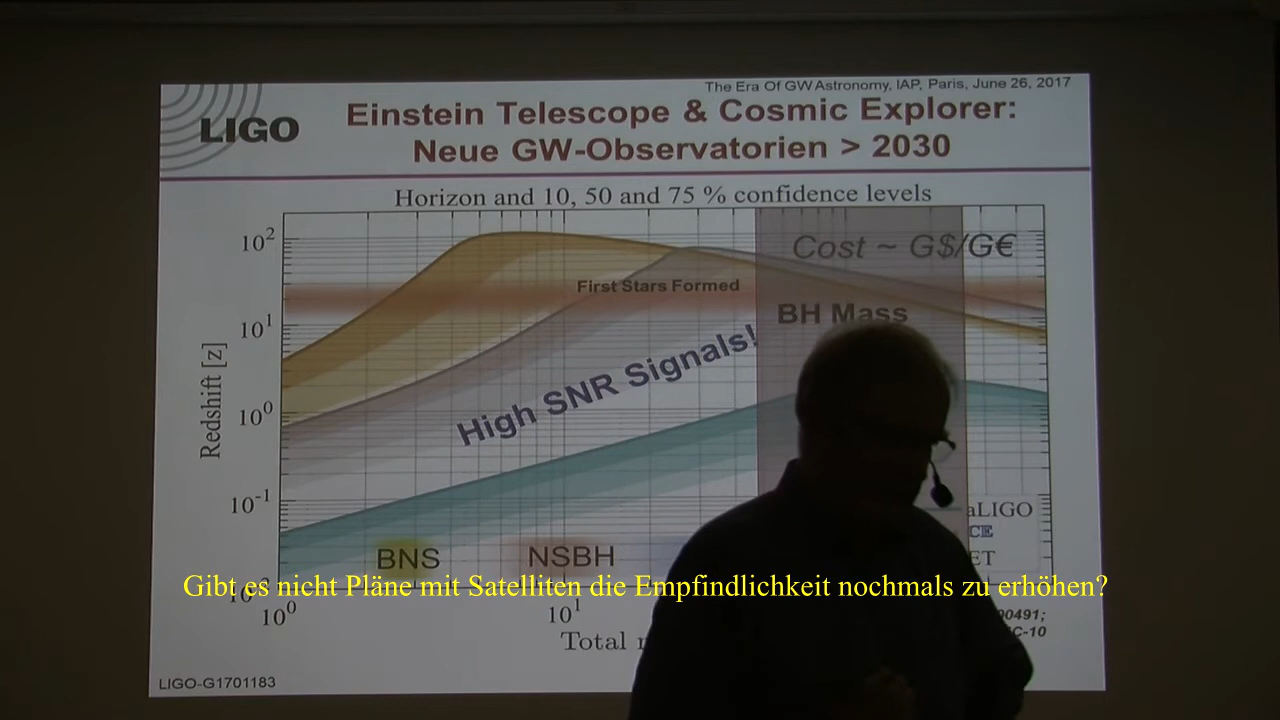 The Era Of GW Astronomy, IAP, Paris, June 26, 2017
LIGO
Einstein Telescope & Cosmic Explorer:
Neue GW-Observatorien > 2030
Horizon and 10, 50 and 75 % confidence levels
10²
Cost ~ G$/G€
First Stars Formed
BH Mass
10¹
High SNR Signals!
Redshift [z]
10⁰
10⁻¹
aLIGO
CE
ET
BNS
NSBH
Gibt es nicht Pläne mit Satelliten die Empfindlichkeit nochmals zu erhöhen?
10⁰
10¹
Total
LIGO-G1701183